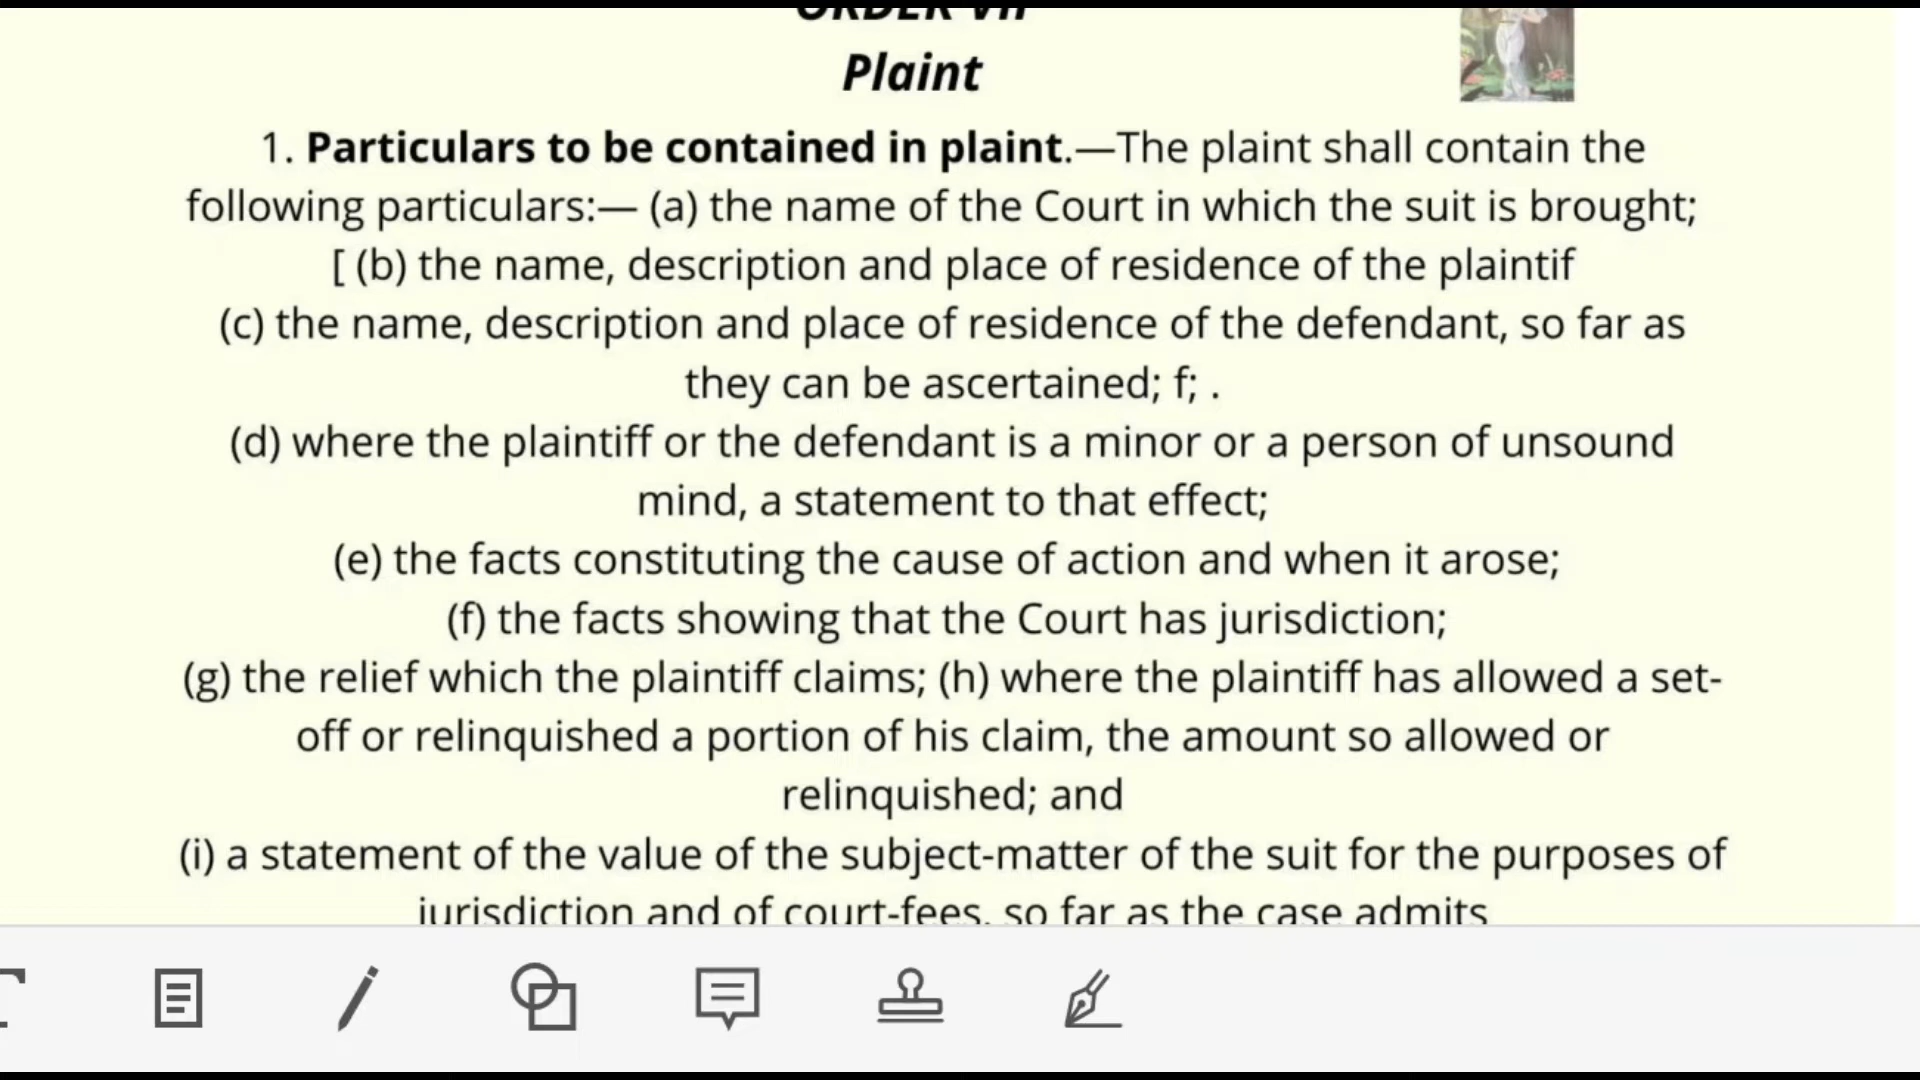 ORDER VII
Plaint
1. Particulars to be contained in plaint.—The plaint shall contain the
following particulars:— (a) the name of the Court in which the suit is brought;
[ (b) the name, description and place of residence of the plaintif
(c) the name, description and place of residence of the defendant, so far as
they can be ascertained; f; .
(d) where the plaintiff or the defendant is a minor or a person of unsound
mind, a statement to that effect;
(e) the facts constituting the cause of action and when it arose;
(f) the facts showing that the Court has jurisdiction;
(g) the relief which the plaintiff claims; (h) where the plaintiff has allowed a set-
off or relinquished a portion of his claim, the amount so allowed or
relinquished; and
(i) a statement of the value of the subject-matter of the suit for the purposes of
jurisdiction and of court-fees, so far as the case admits